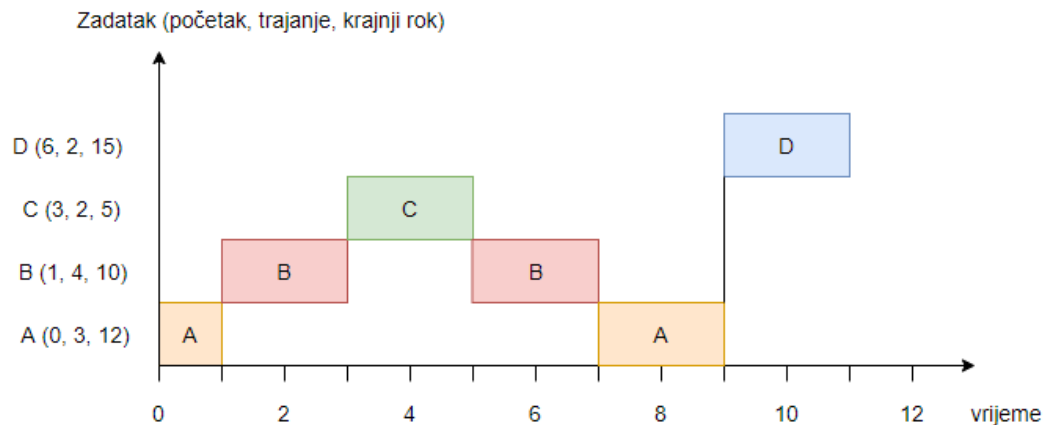 Zadatak (početak, trajanje, krajnji rok)
D (6, 2, 15)
D
C (3, 2, 5)
C
B (1, 4, 10)
B
B
A (0, 3, 12)
A
A
0 2 4 6 8 10 12 vrijeme